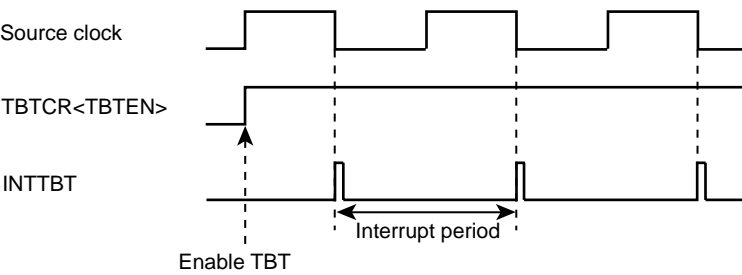 Source clock
TBTCR<TBTEN>
INTTBT
Interrupt period
Enable TBT